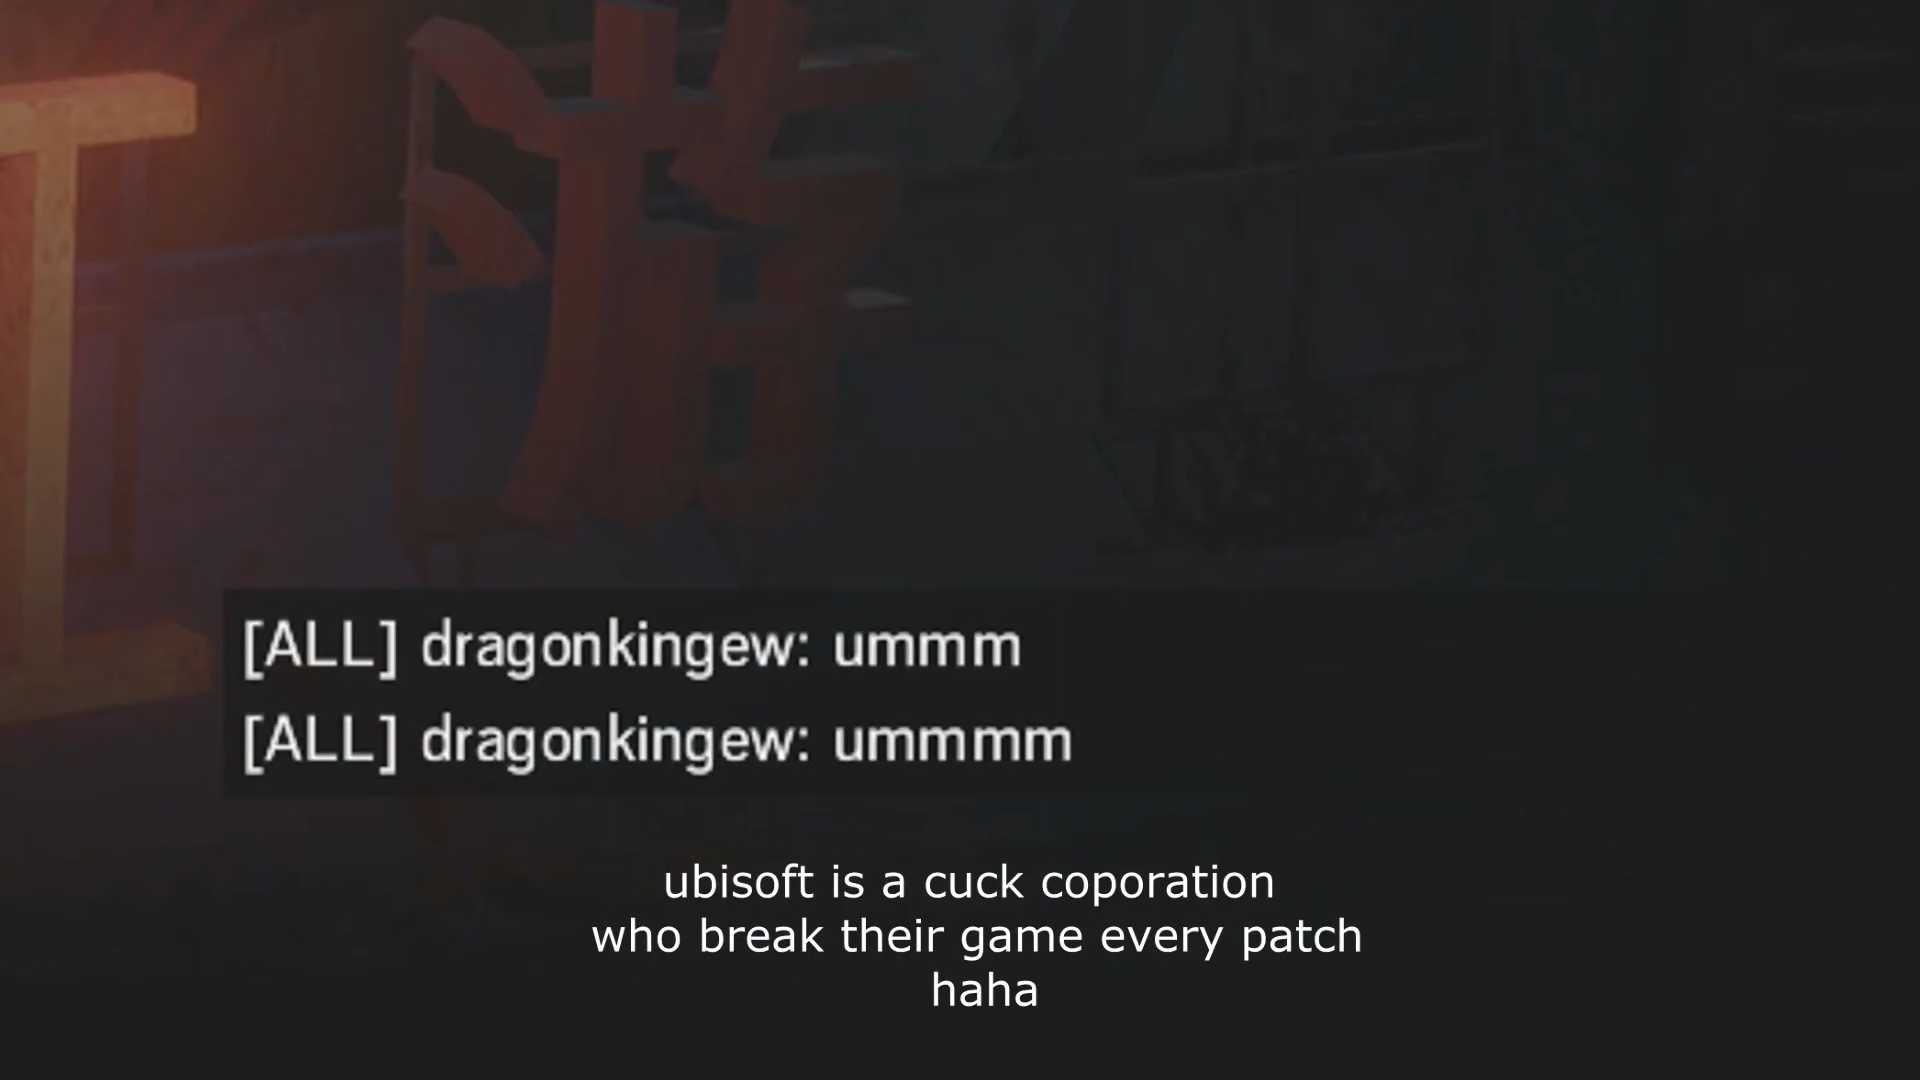 [ALL] dragonkingew: ummm
[ALL] dragonkingew: ummmm
ubisoft is a cuck coporation
who break their game every patch
haha